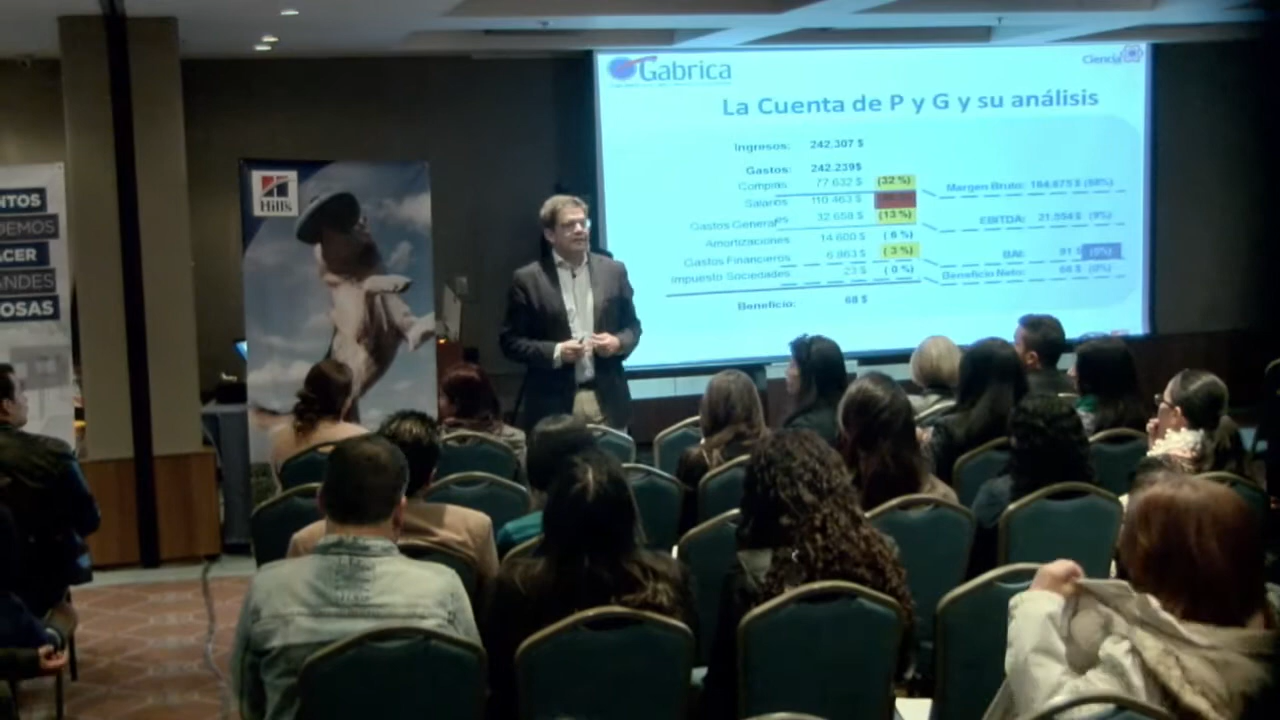 Gabrica
Ciencia
La Cuenta de P y G y su análisis
Ingresos: 242.307 $
Gastos: 242.239$
Compras 77.632 $ (32 %)
Salarios 110.463 $
Gastos Generales 32.658 $ (13 %)
Amortizaciones 14.600 $ ( 6 %)
Gastos Financieros 6.863 $ ( 3 %)
Impuesto Sociedades 23 $ ( 0 %)
Beneficio: 68 $
Margen Bruto: 164.675 $ (68%)
EBITDA: 21.554 $ (9%)
BAI: 91 $ (0%)
Beneficio Neto: 68 $ (0%)
Hill's
NTOS
DEMOS
ACER
ANDES
OSAS